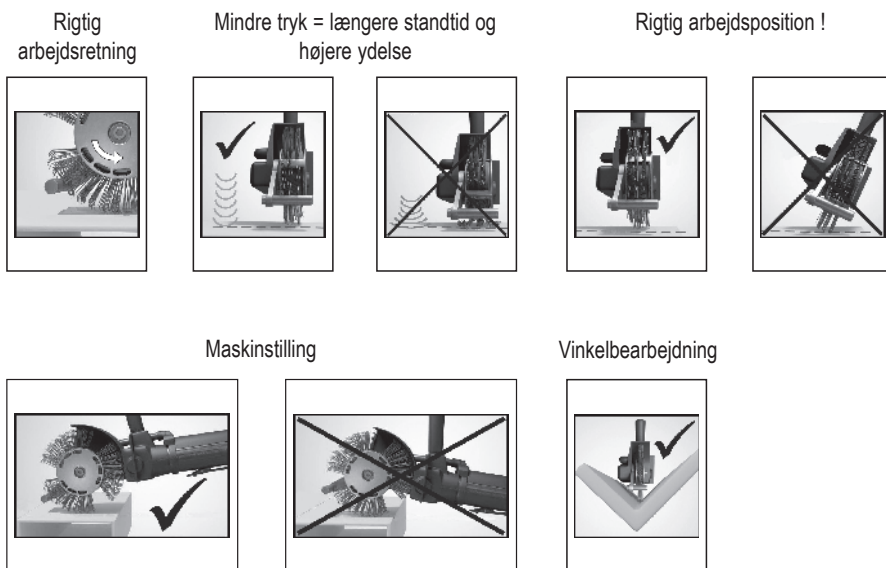 Rigtig
arbejdsretning
Mindre tryk = længere standtid og
højere ydelse
Rigtig arbejdsposition !
Maskinstilling
Vinkelbearbejdning